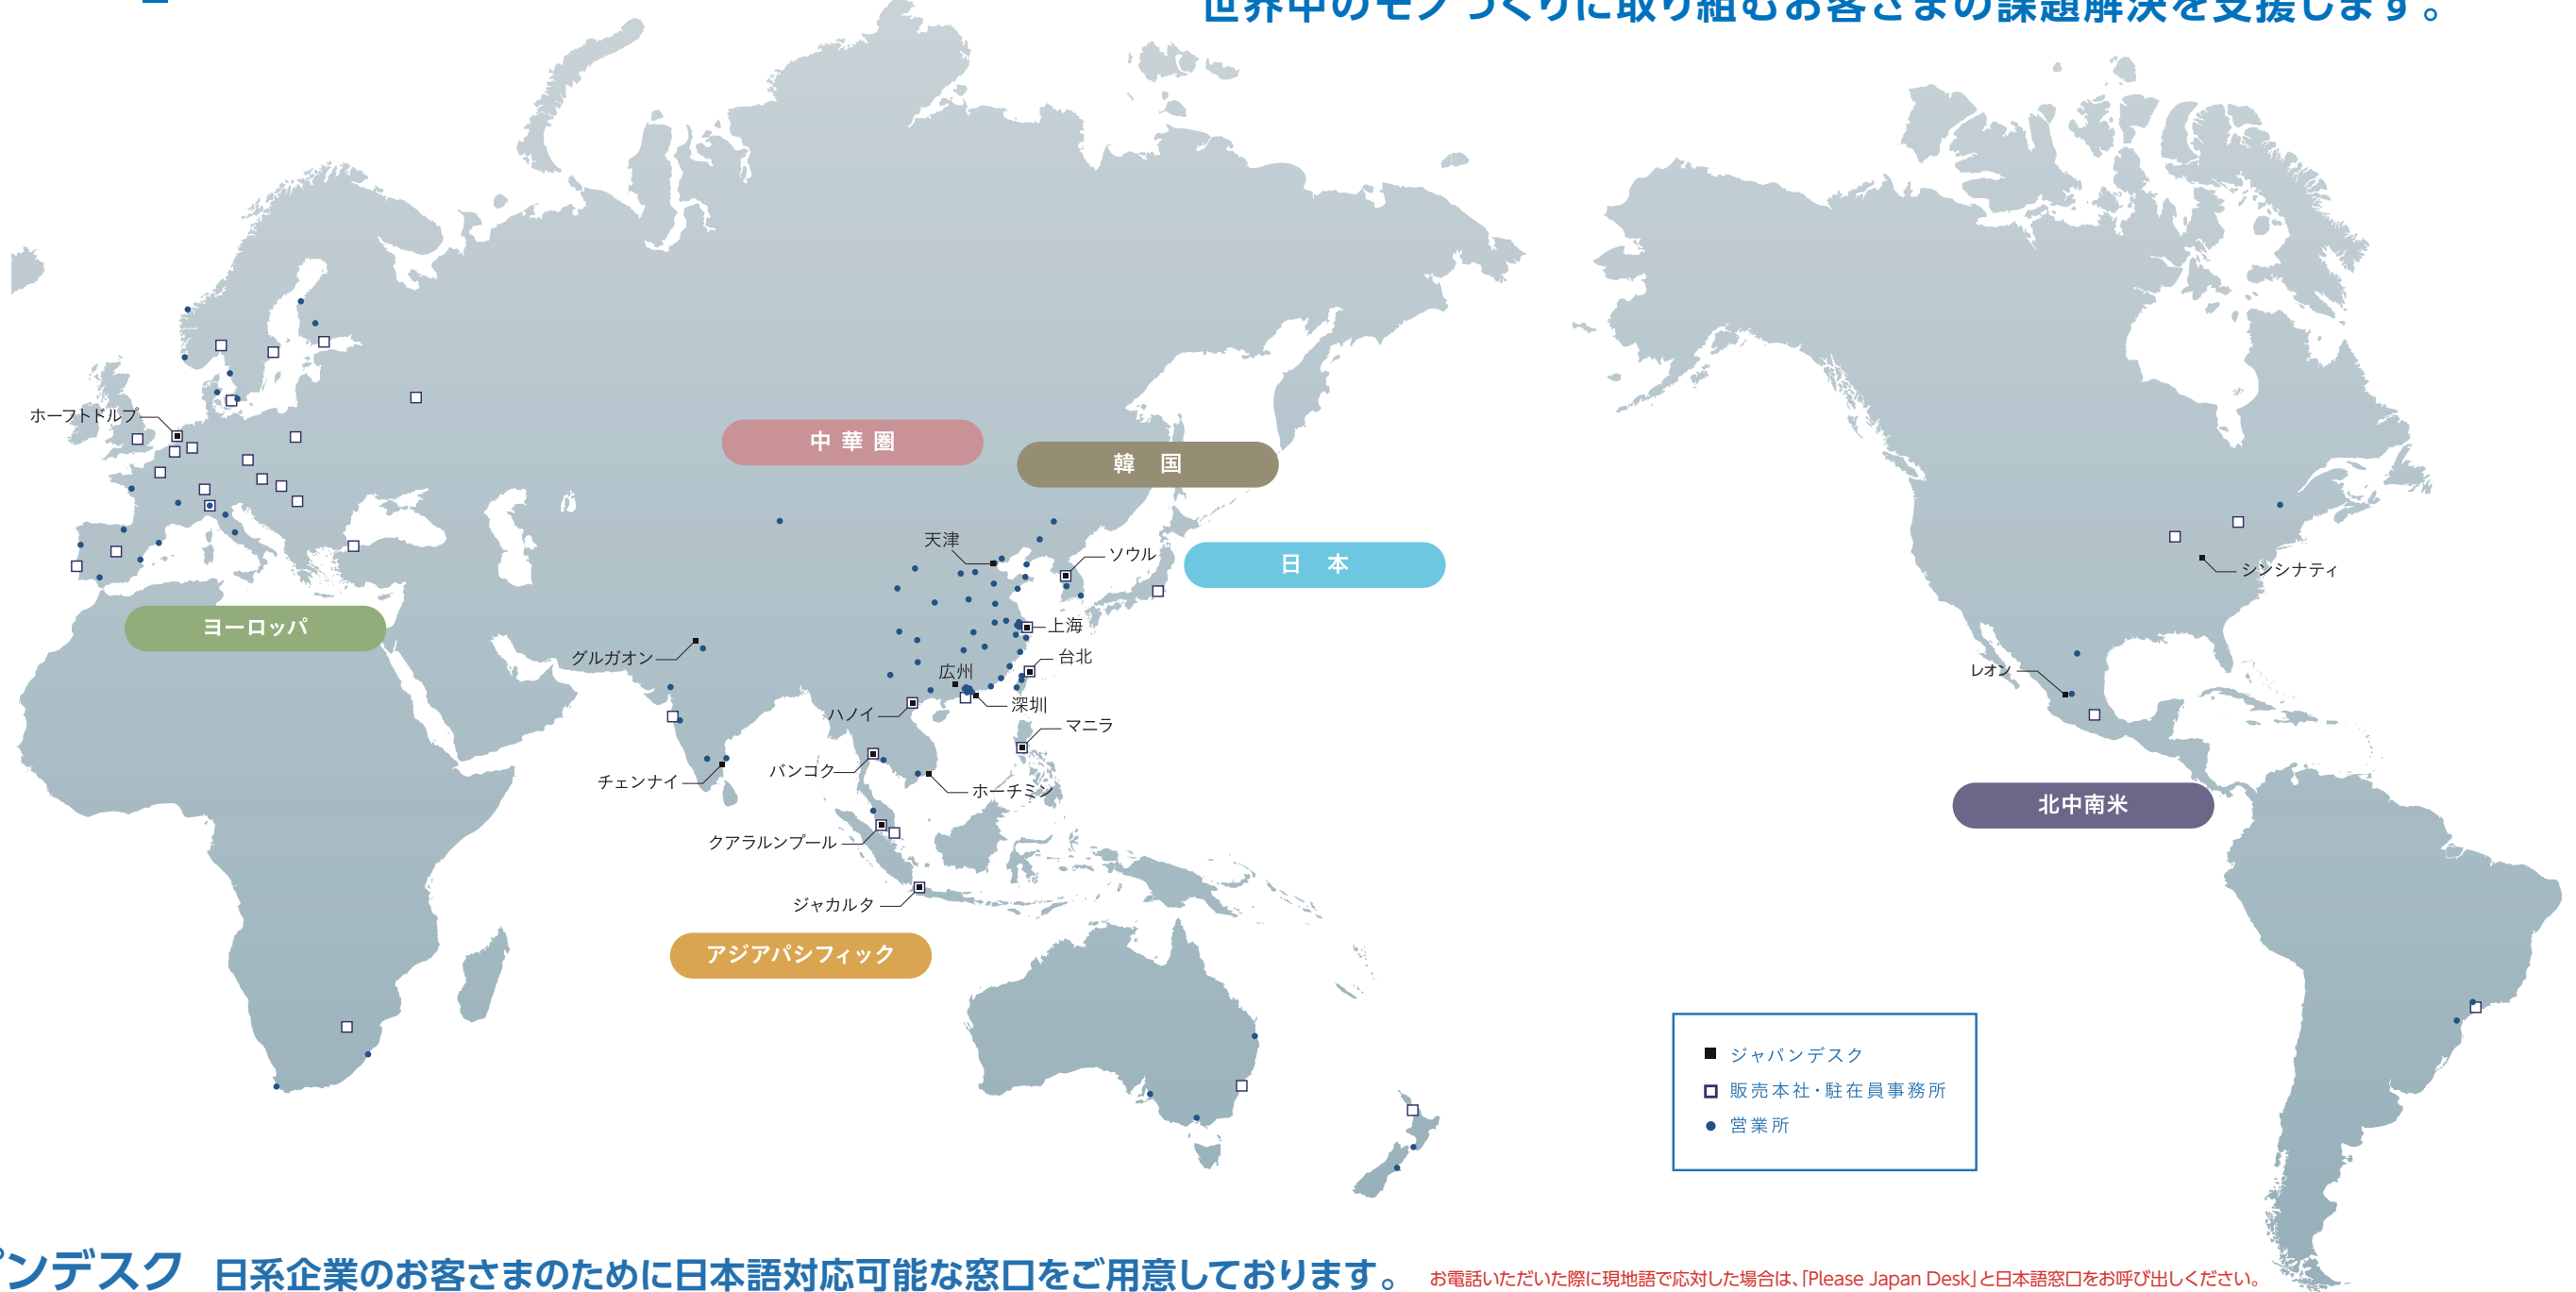 世界中のモノづくりに取り組むお客さまの課題解決を支援します。
ホーフトドルプ
中華圏
韓国
日本
ヨーロッパ
天津
ソウル
シンシナティ
上海
グルガオン
台北
広州
レオン
深圳
ハノイ
マニラ
バンコク
チェンナイ
ホーチミン
北中南米
クアラルンプール
ジャカルタ
アジアパシフィック
ジャパンデスク
販売本社・駐在員事務所
営業所
ンデスク 日系企業のお客さまのために日本語対応可能な窓口をご用意しております。 お電話いただいた際に現地語で応対した場合は、「Please Japan Desk」と日本語窓口をお呼び出しください。